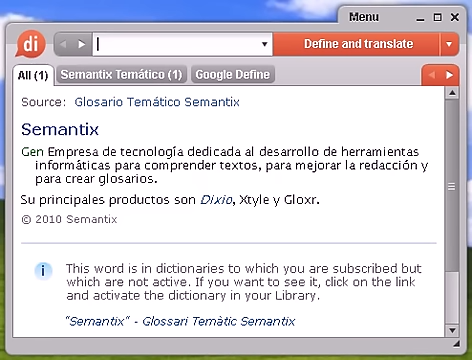 Menu
di
Define and translate
All (1)
Semantix Temático (1)
Google Define
Source: Glosario Temático Semantix
Semantix
Gen Empresa de tecnología dedicada al desarrollo de herramientas
informáticas para comprender textos, para mejorar la redacción y
para crear glosarios.
Su principales productos son Dixio, Xtyle y Gloxr.
© 2010 Semantix
i
This word is in dictionaries to which you are subscribed but
which are not active. If you want to see it, click on the link
and activate the dictionary in your Library.
"Semantix" - Glossari Temàtic Semantix